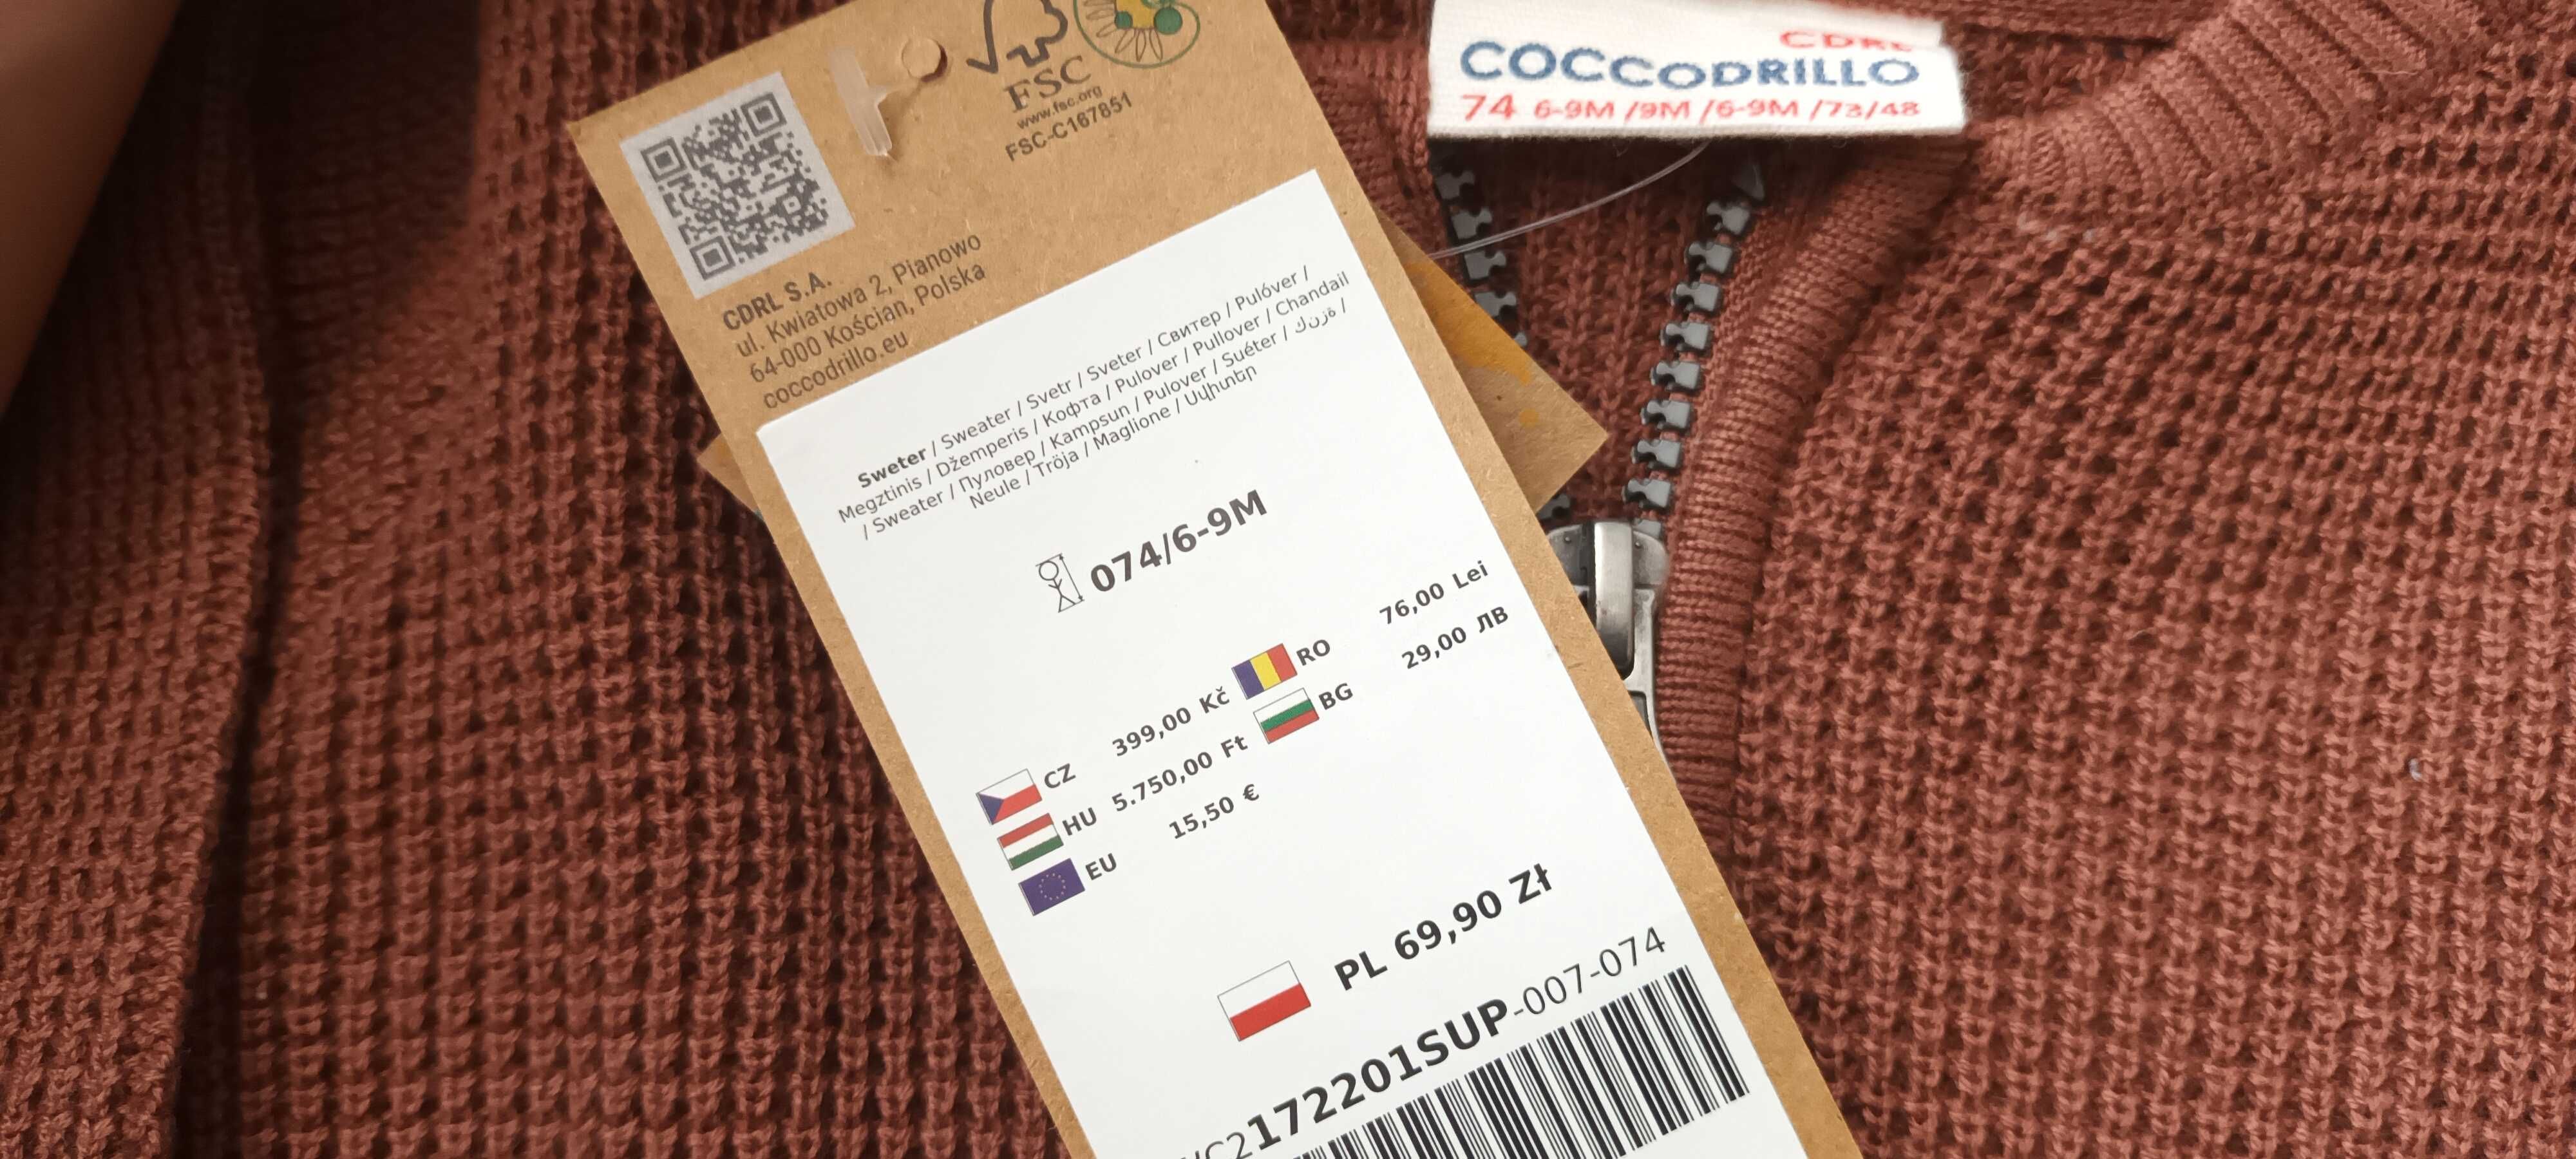 FSC
www.fsc.org
FSC-C167851
CDRL S.A.
ul. Kwiatowa 2, Pianowo
64-000 Kościan, Polska
coccodrillo.eu
CDRL
COCCODRILLO
74 6-9M /9M /6-9M /73/48
Sweter / Sweater / Svetr / Sveter / Свитер / Pulóver /
Megztinis / Džemperis / Кофта / Pulover / Pullover / Chandail
/ Sweater / Пуловер / Kampsun / Pulover / Suéter / كنزة /
Neule / Tröja / Maglione / Սվիտեր
074/6-9M
CZ 399,00 Kč RO 76,00 Lei
HU 5.750,00 Ft BG 29,00 ЛВ
EU 15,50 €
PL 69,90 Zł
C2172201SUP-007-074